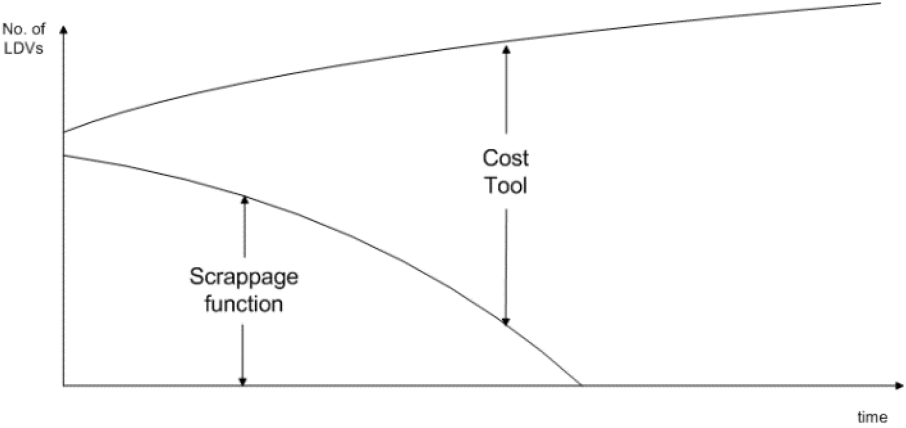 No. of
LDVs
Cost
Tool
Scrappage
function
time